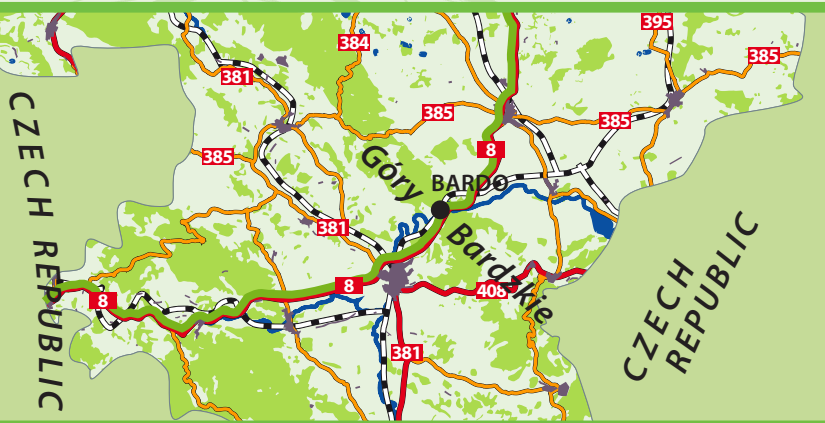 395
384
385
381
385
385
8
385
Góry
BARDO
381
Bardzkie
8
408
8
381
CZECH REPUBLIC
CZECH
REPUBLIC